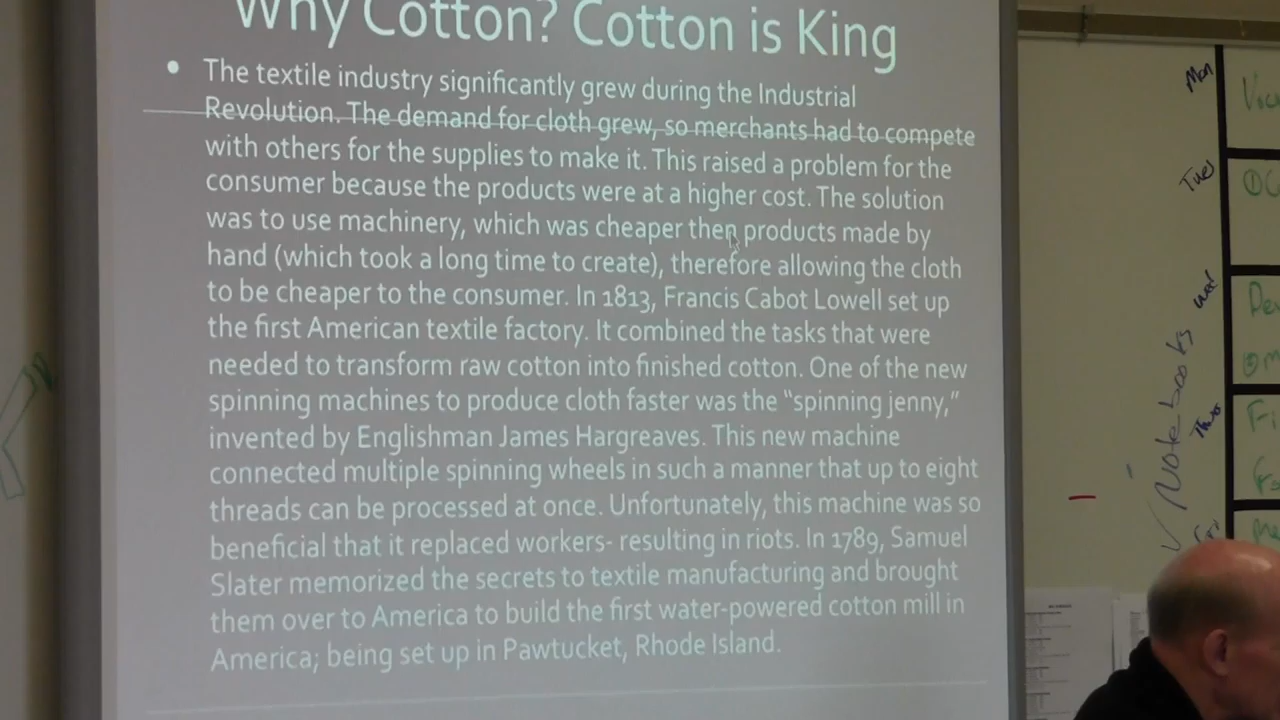 Why Cotton? Cotton is King
• The textile industry significantly grew during the Industrial
Revolution. The demand for cloth grew, so merchants had to compete
with others for the supplies to make it. This raised a problem for the
consumer because the products were at a higher cost. The solution
was to use machinery, which was cheaper then products made by
hand (which took a long time to create), therefore allowing the cloth
to be cheaper to the consumer. In 1813, Francis Cabot Lowell set up
the first American textile factory. It combined the tasks that were
needed to transform raw cotton into finished cotton. One of the new
spinning machines to produce cloth faster was the “spinning jenny,”
invented by Englishman James Hargreaves. This new machine
connected multiple spinning wheels in such a manner that up to eight
threads can be processed at once. Unfortunately, this machine was so
beneficial that it replaced workers- resulting in riots. In 1789, Samuel
Slater memorized the secrets to textile manufacturing and brought
them over to America to build the first water-powered cotton mill in
America; being set up in Pawtucket, Rhode Island.
Mon
Tues
Notebooks